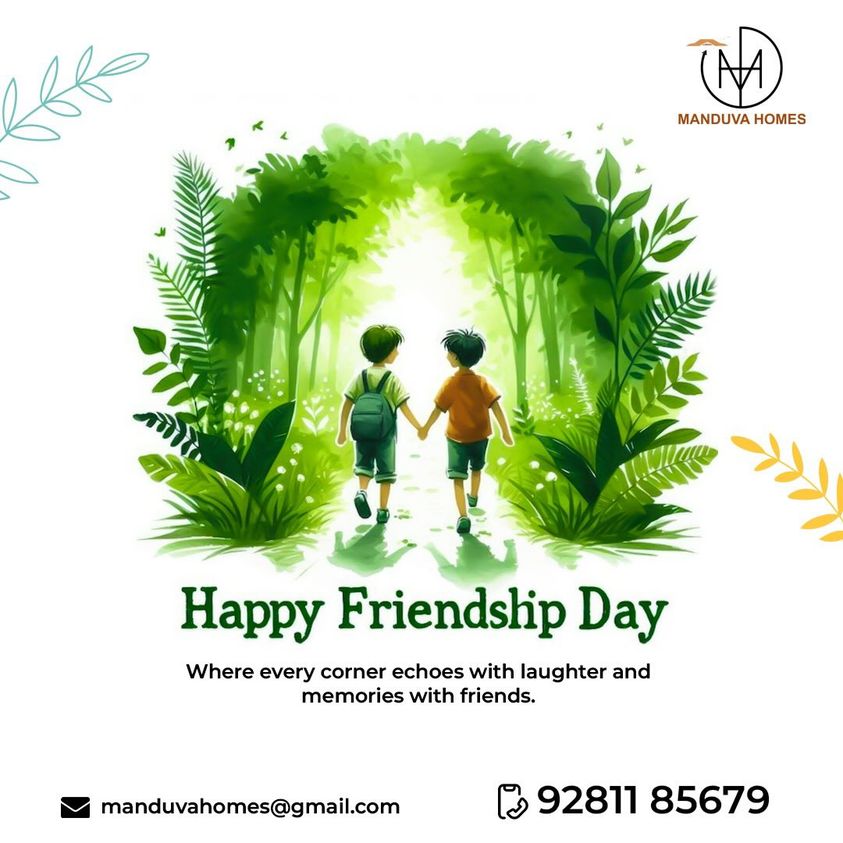 MANDUVA HOMES
Happy Friendship Day
Where every corner echoes with laughter and
memories with friends.
manduvahomes@gmail.com
92811 85679